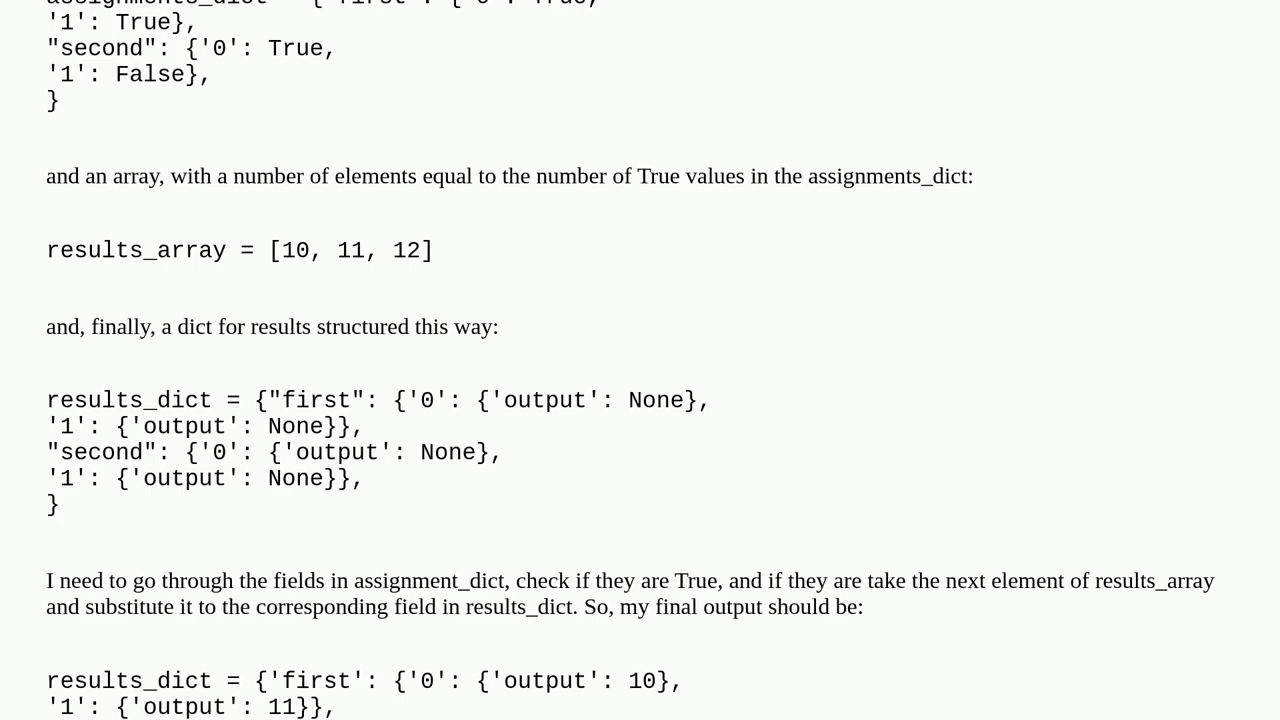 assignments_dict = {'first': {'0': True,
'1': True},
"second": {'0': True,
'1': False},
}
and an array, with a number of elements equal to the number of True values in the assignments_dict:
results_array = [10, 11, 12]
and, finally, a dict for results structured this way:
results_dict = {"first": {'0': {'output': None},
'1': {'output': None}},
"second": {'0': {'output': None},
'1': {'output': None}},
}
I need to go through the fields in assignment_dict, check if they are True, and if they are take the next element of results_array
and substitute it to the corresponding field in results_dict. So, my final output should be:
results_dict = {'first': {'0': {'output': 10},
'1': {'output': 11}},